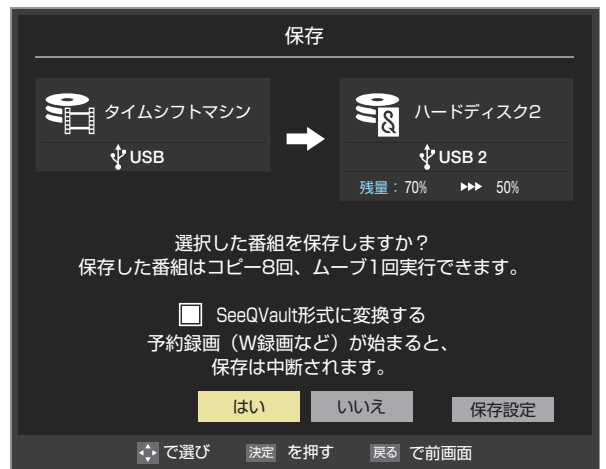 保存
タイムシフトマシン
USB
ハードディスク2
USB 2
残量：70% ▶▶▶ 50%
選択した番組を保存しますか？
保存した番組はコピー8回、ムーブ1回実行できます。
SeeQVault形式に変換する
予約録画（W録画など）が始まると、
保存は中断されます。
はい いいえ 保存設定
で選び 決定 を押す 戻る で前画面